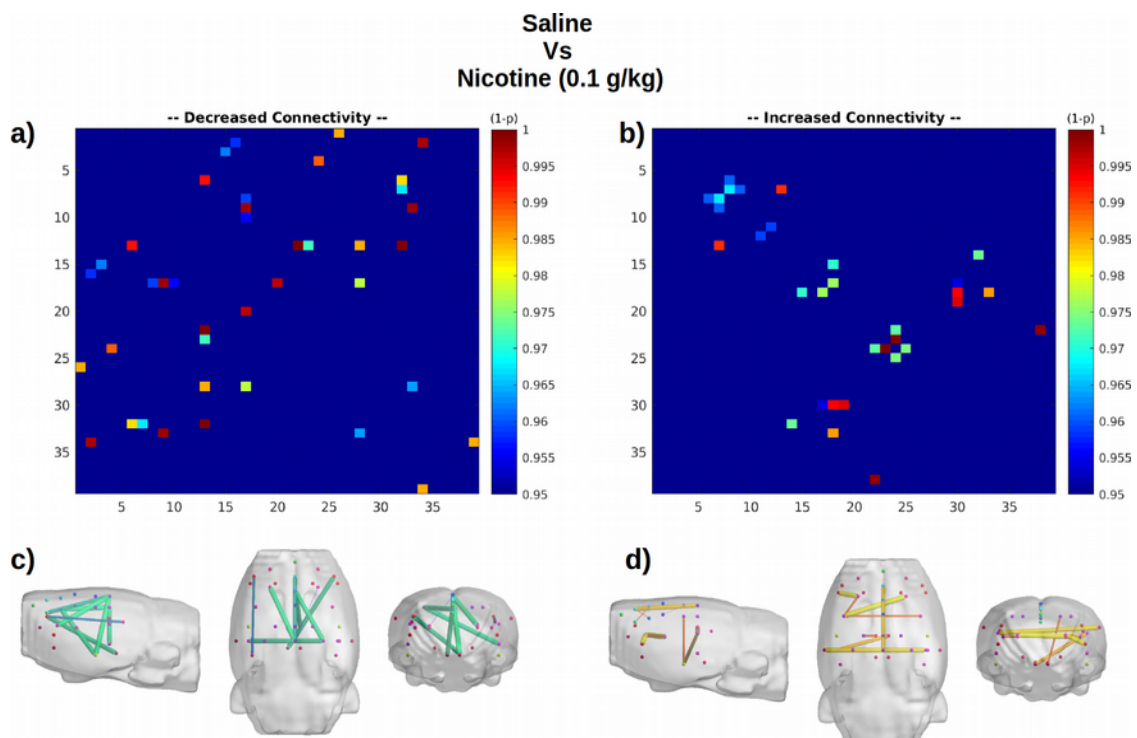 Saline
Vs
Nicotine (0.1 g/kg)
a)
-- Decreased Connectivity --
(1-p)
5
10
15
20
25
30
35
5 10 15 20 25 30 35
1
0.995
0.99
0.985
0.98
0.975
0.97
0.965
0.96
0.955
0.95
b)
-- Increased Connectivity --
(1-p)
5
10
15
20
25
30
35
5 10 15 20 25 30 35
1
0.995
0.99
0.985
0.98
0.975
0.97
0.965
0.96
0.955
0.95
c)
d)